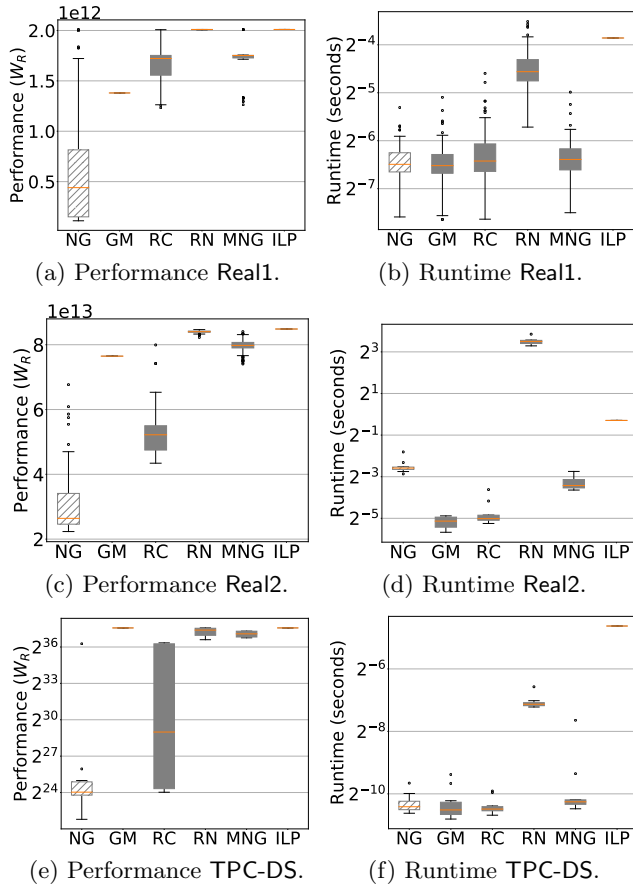 1e12
Performance (W_R)
2.0
1.5
1.0
0.5
NG GM RC RN MNG ILP
(a) Performance Real1.
Runtime (seconds)
2^−4
2^−5
2^−6
2^−7
NG GM RC RN MNG ILP
(b) Runtime Real1.
1e13
Performance (W_R)
8
6
4
2
NG GM RC RN MNG ILP
(c) Performance Real2.
Runtime (seconds)
2^3
2^1
2^−1
2^−3
2^−5
NG GM RC RN MNG ILP
(d) Runtime Real2.
Performance (W_R)
2^36
2^33
2^30
2^27
2^24
NG GM RC RN MNG ILP
(e) Performance TPC-DS.
Runtime (seconds)
2^−6
2^−8
2^−10
NG GM RC RN MNG ILP
(f) Runtime TPC-DS.